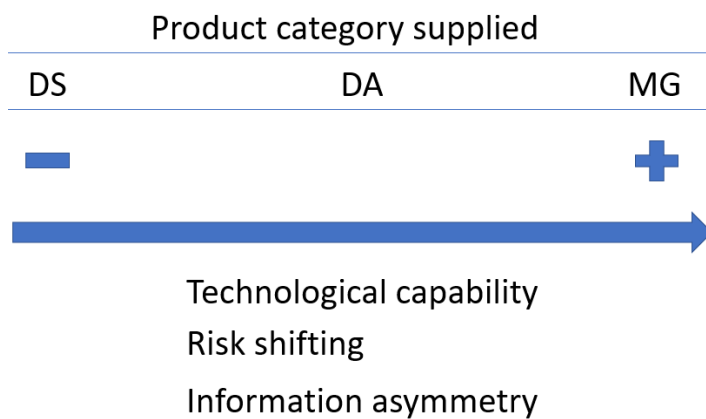 Product category supplied
DS DA MG
Technological capability
Risk shifting
Information asymmetry